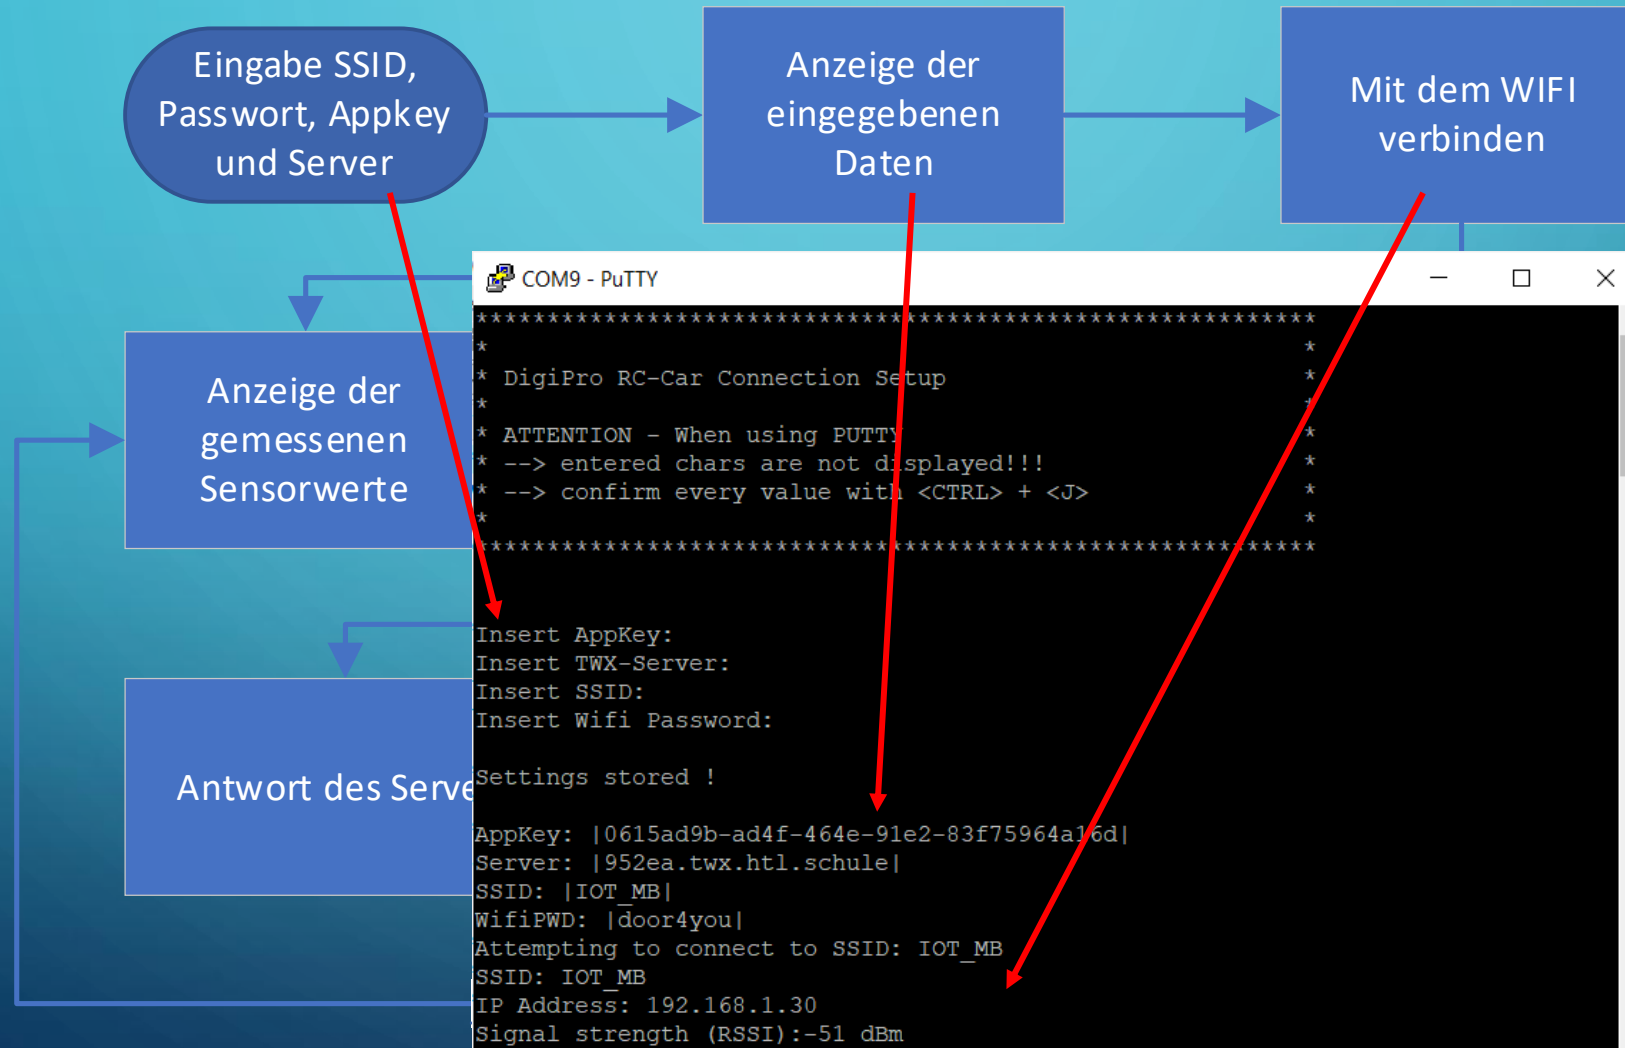 Eingabe SSID,
Passwort, Appkey
und Server
Anzeige der
eingegebenen
Daten
Mit dem WIFI
verbinden
Anzeige der
gemessenen
Sensorwerte
Antwort des Serve
COM9 - PuTTY
***********************************************************
*                                                         *
* DigiPro RC-Car Connection Setup                         *
*                                                         *
* ATTENTION - When using PUTTY                            *
* --> entered chars are not displayed!!!                  *
* --> confirm every value with <CTRL> + <J>               *
*                                                         *
***********************************************************
Insert AppKey:
Insert TWX-Server:
Insert SSID:
Insert Wifi Password:
Settings stored !
AppKey: |0615ad9b-ad4f-464e-91e2-83f75964a16d|
Server: |952ea.twx.htl.schule|
SSID: |IOT_MB|
WifiPWD: |door4you|
Attempting to connect to SSID: IOT_MB
SSID: IOT_MB
IP Address: 192.168.1.30
Signal strength (RSSI):-51 dBm